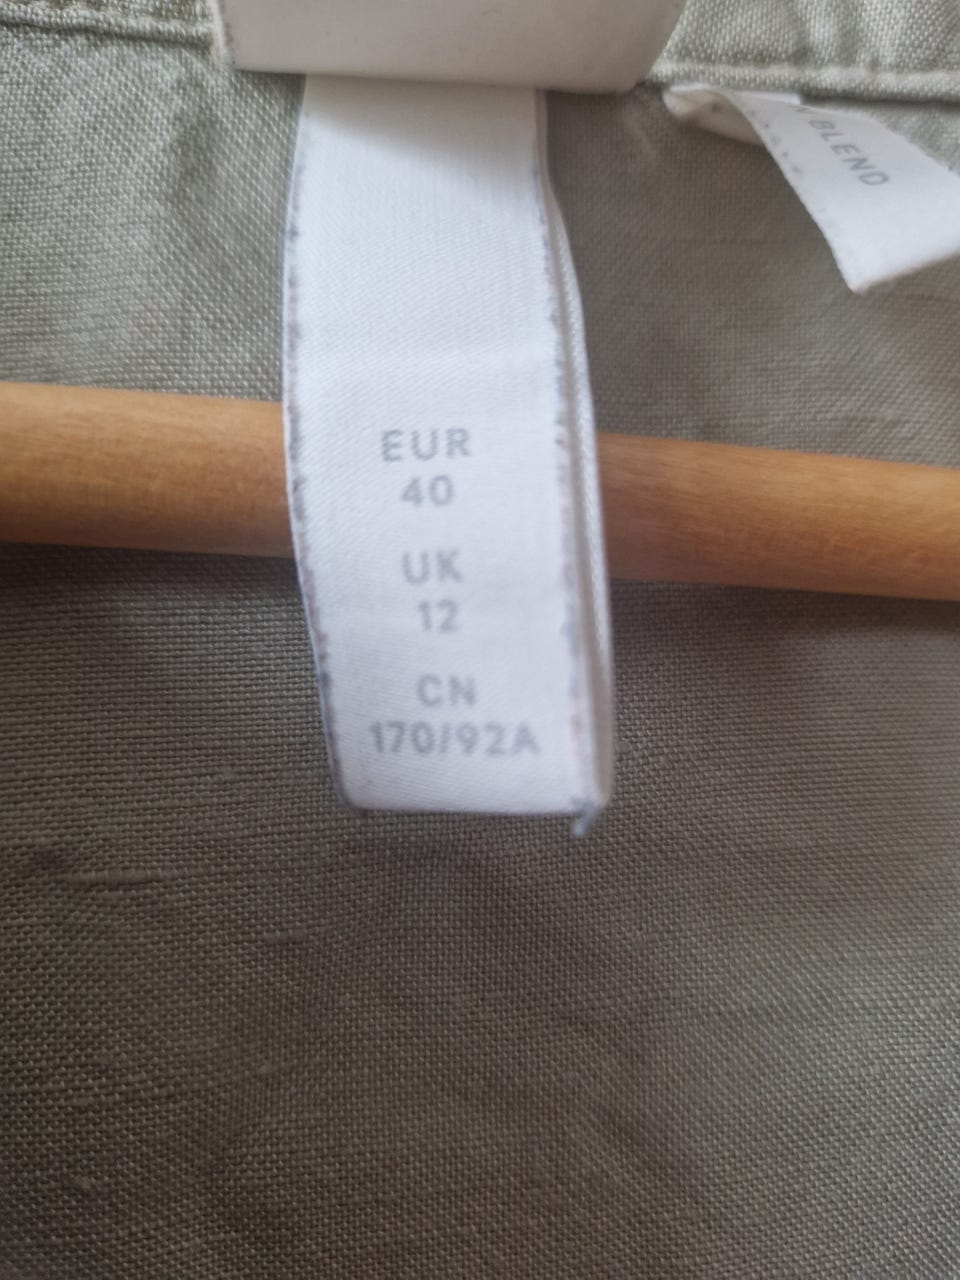 BLEND
EUR
40
UK
12
CN
170/92A